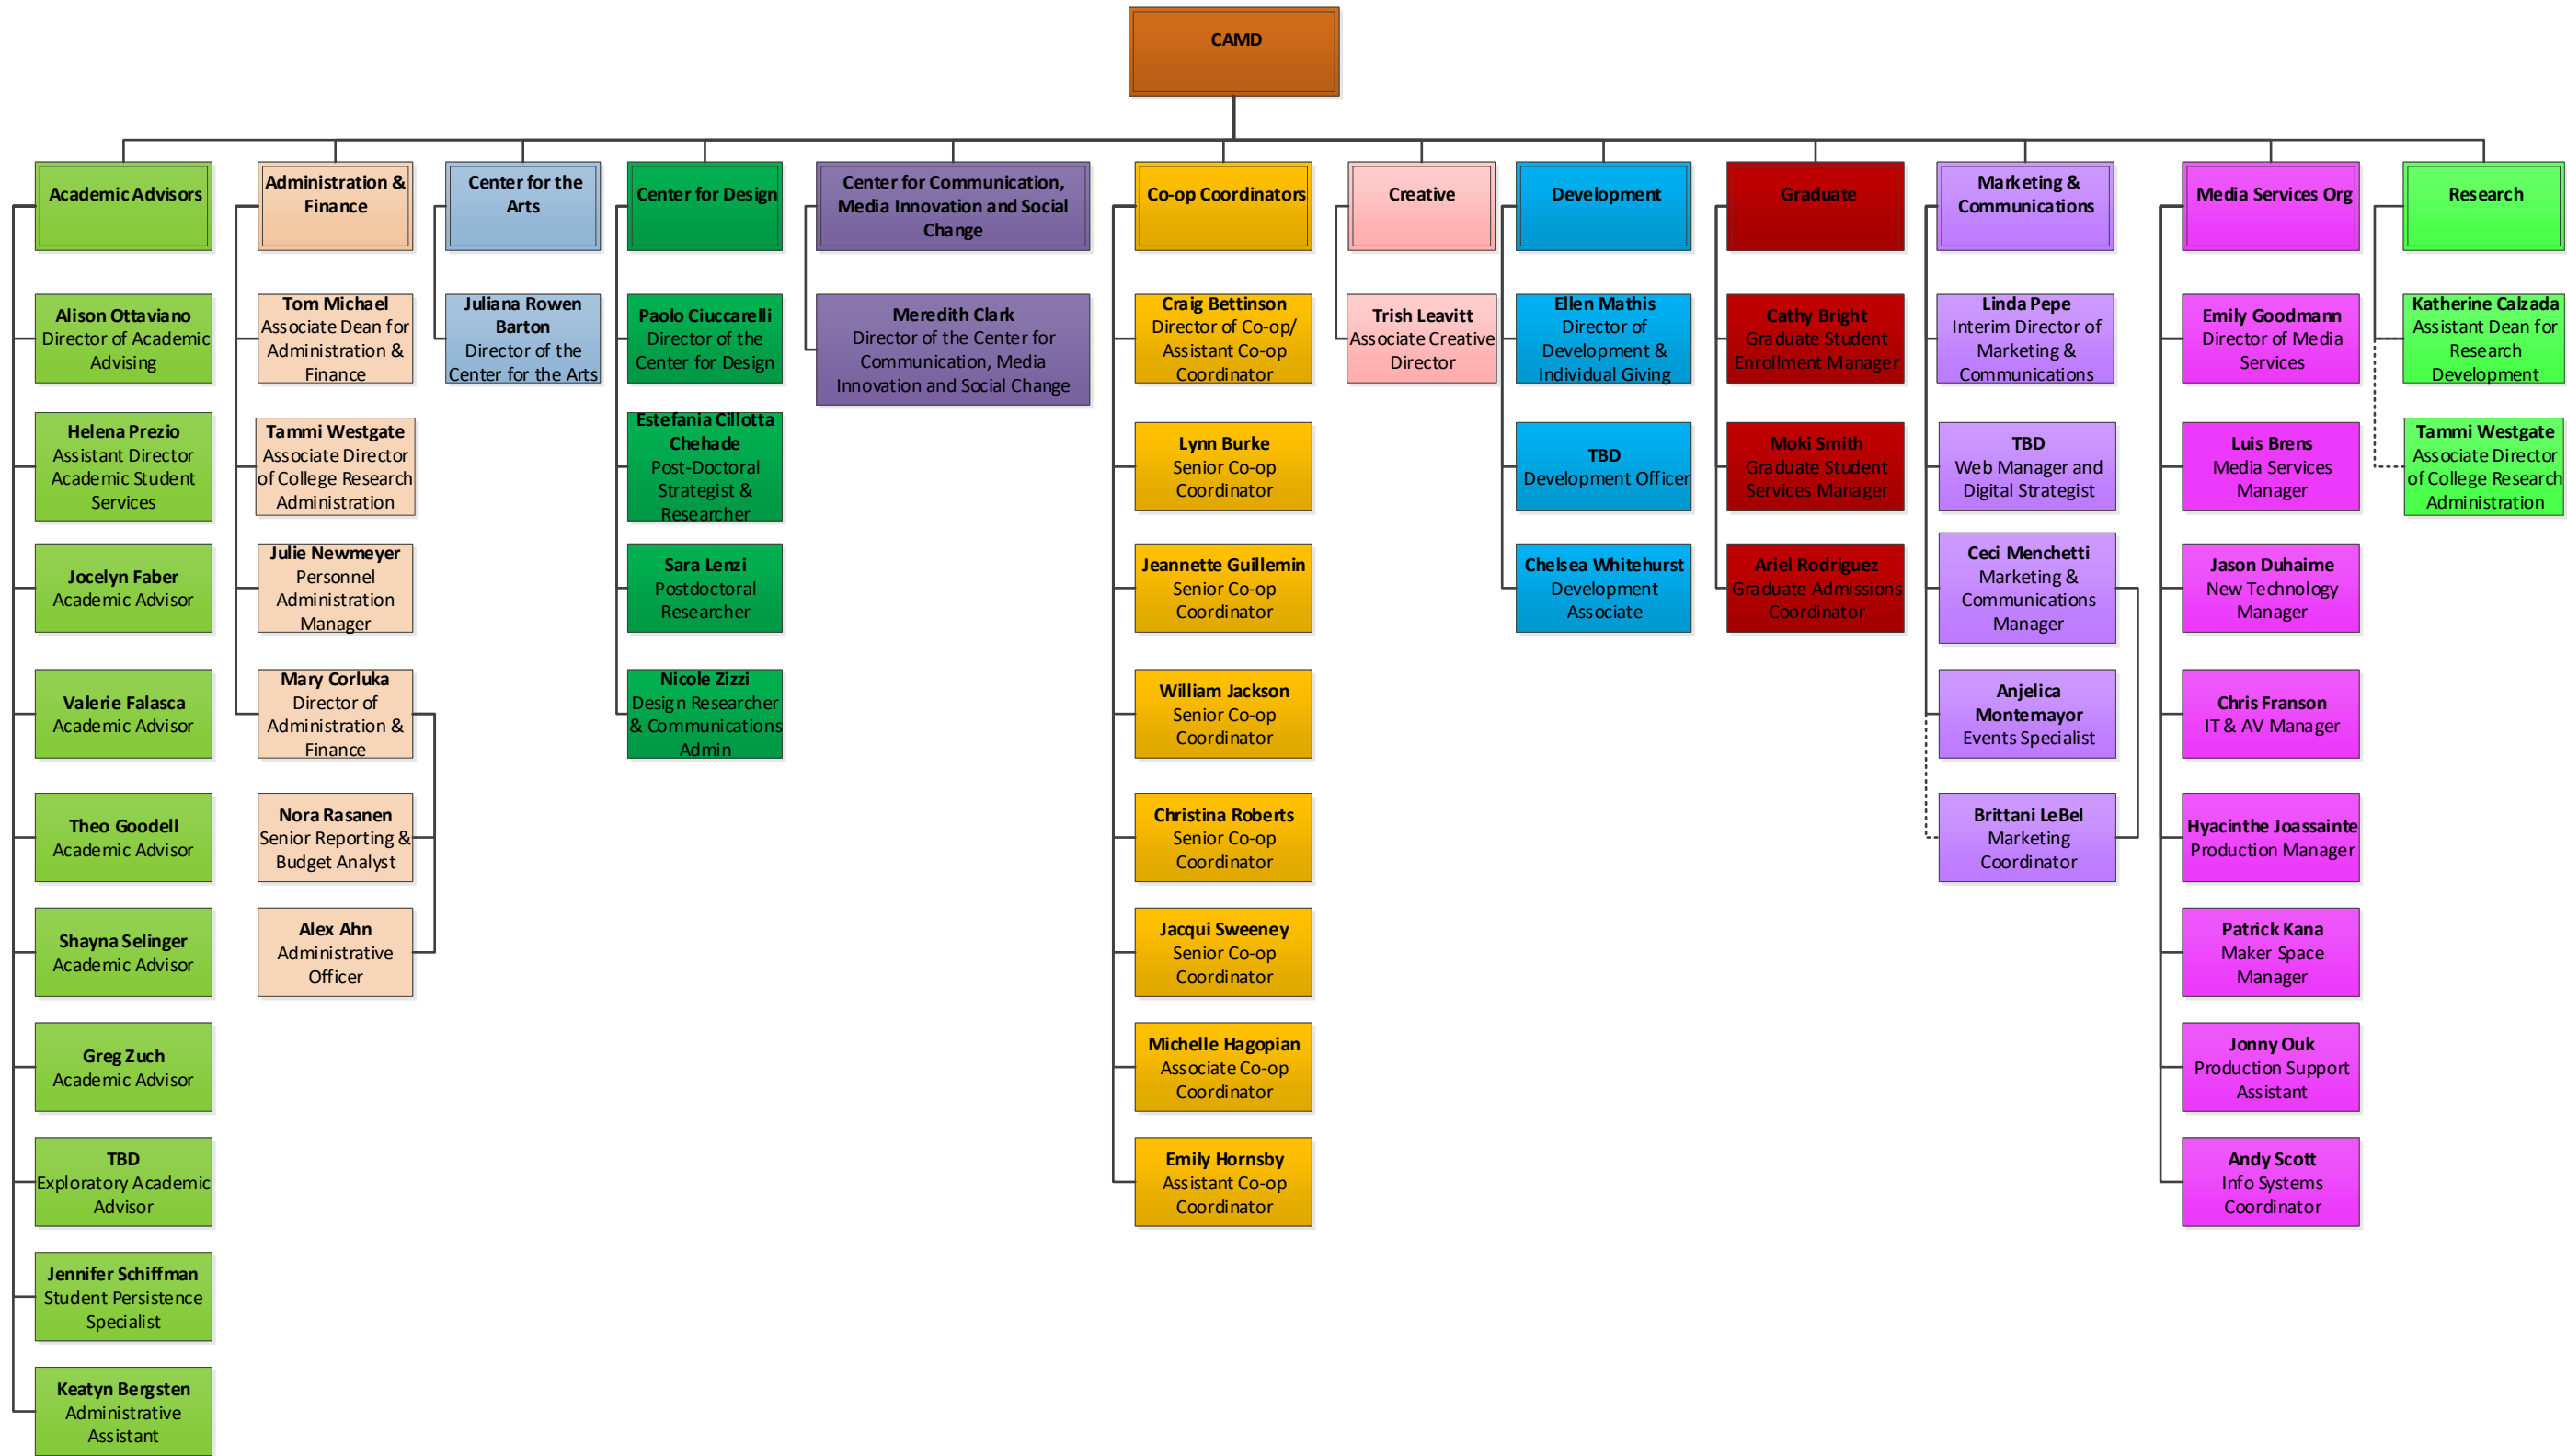 CAMD
Academic Advisors
Alison Ottaviano
Director of Academic
Advising
Helena Prezio
Assistant Director
Academic Student
Services
Jocelyn Faber
Academic Advisor
Valerie Falasca
Academic Advisor
Theo Goodell
Academic Advisor
Shayna Selinger
Academic Advisor
Greg Zuch
Academic Advisor
TBD
Exploratory Academic
Advisor
Jennifer Schiffman
Student Persistence
Specialist
Keatyn Bergsten
Administrative
Assistant
Administration &
Finance
Tom Michael
Associate Dean for
Administration &
Finance
Tammi Westgate
Associate Director
of College Research
Administration
Julie Newmeyer
Personnel
Administration
Manager
Mary Corluka
Director of
Administration &
Finance
Nora Rasanen
Senior Reporting &
Budget Analyst
Alex Ahn
Administrative
Officer
Center for the
Arts
Juliana Rowen
Barton
Director of the
Center for the Arts
Center for Design
Paolo Ciuccarelli
Director of the
Center for Design
Estefania Cillotta
Chehade
Post-Doctoral
Strategist &
Researcher
Sara Lenzi
Postdoctoral
Researcher
Nicole Zizzi
Design Researcher
& Communications
Admin
Center for Communication,
Media Innovation and Social
Change
Meredith Clark
Director of the Center for
Communication, Media
Innovation and Social Change
Co-op Coordinators
Craig Bettinson
Director of Co-op/
Assistant Co-op
Coordinator
Lynn Burke
Senior Co-op
Coordinator
Jeannette Guillemin
Senior Co-op
Coordinator
William Jackson
Senior Co-op
Coordinator
Christina Roberts
Senior Co-op
Coordinator
Jacqui Sweeney
Senior Co-op
Coordinator
Michelle Hagopian
Associate Co-op
Coordinator
Emily Hornsby
Assistant Co-op
Coordinator
Creative
Trish Leavitt
Associate Creative
Director
Development
Ellen Mathis
Director of
Development &
Individual Giving
TBD
Development Officer
Chelsea Whitehurst
Development
Associate
Graduate
Cathy Bright
Graduate Student
Enrollment Manager
Moki Smith
Graduate Student
Services Manager
Ariel Rodriguez
Graduate Admissions
Coordinator
Marketing &
Communications
Linda Pepe
Interim Director of
Marketing &
Communications
TBD
Web Manager and
Digital Strategist
Ceci Menchetti
Marketing &
Communications
Manager
Anjelica
Montemayor
Events Specialist
Brittani LeBel
Marketing
Coordinator
Media Services Org
Emily Goodmann
Director of Media
Services
Luis Brens
Media Services
Manager
Jason Duhaime
New Technology
Manager
Chris Franson
IT & AV Manager
Hyacinthe Joassainte
Production Manager
Patrick Kana
Maker Space
Manager
Jonny Ouk
Production Support
Assistant
Andy Scott
Info Systems
Coordinator
Research
Katherine Calzada
Assistant Dean for
Research
Development
Tammi Westgate
Associate Director
of College Research
Administration